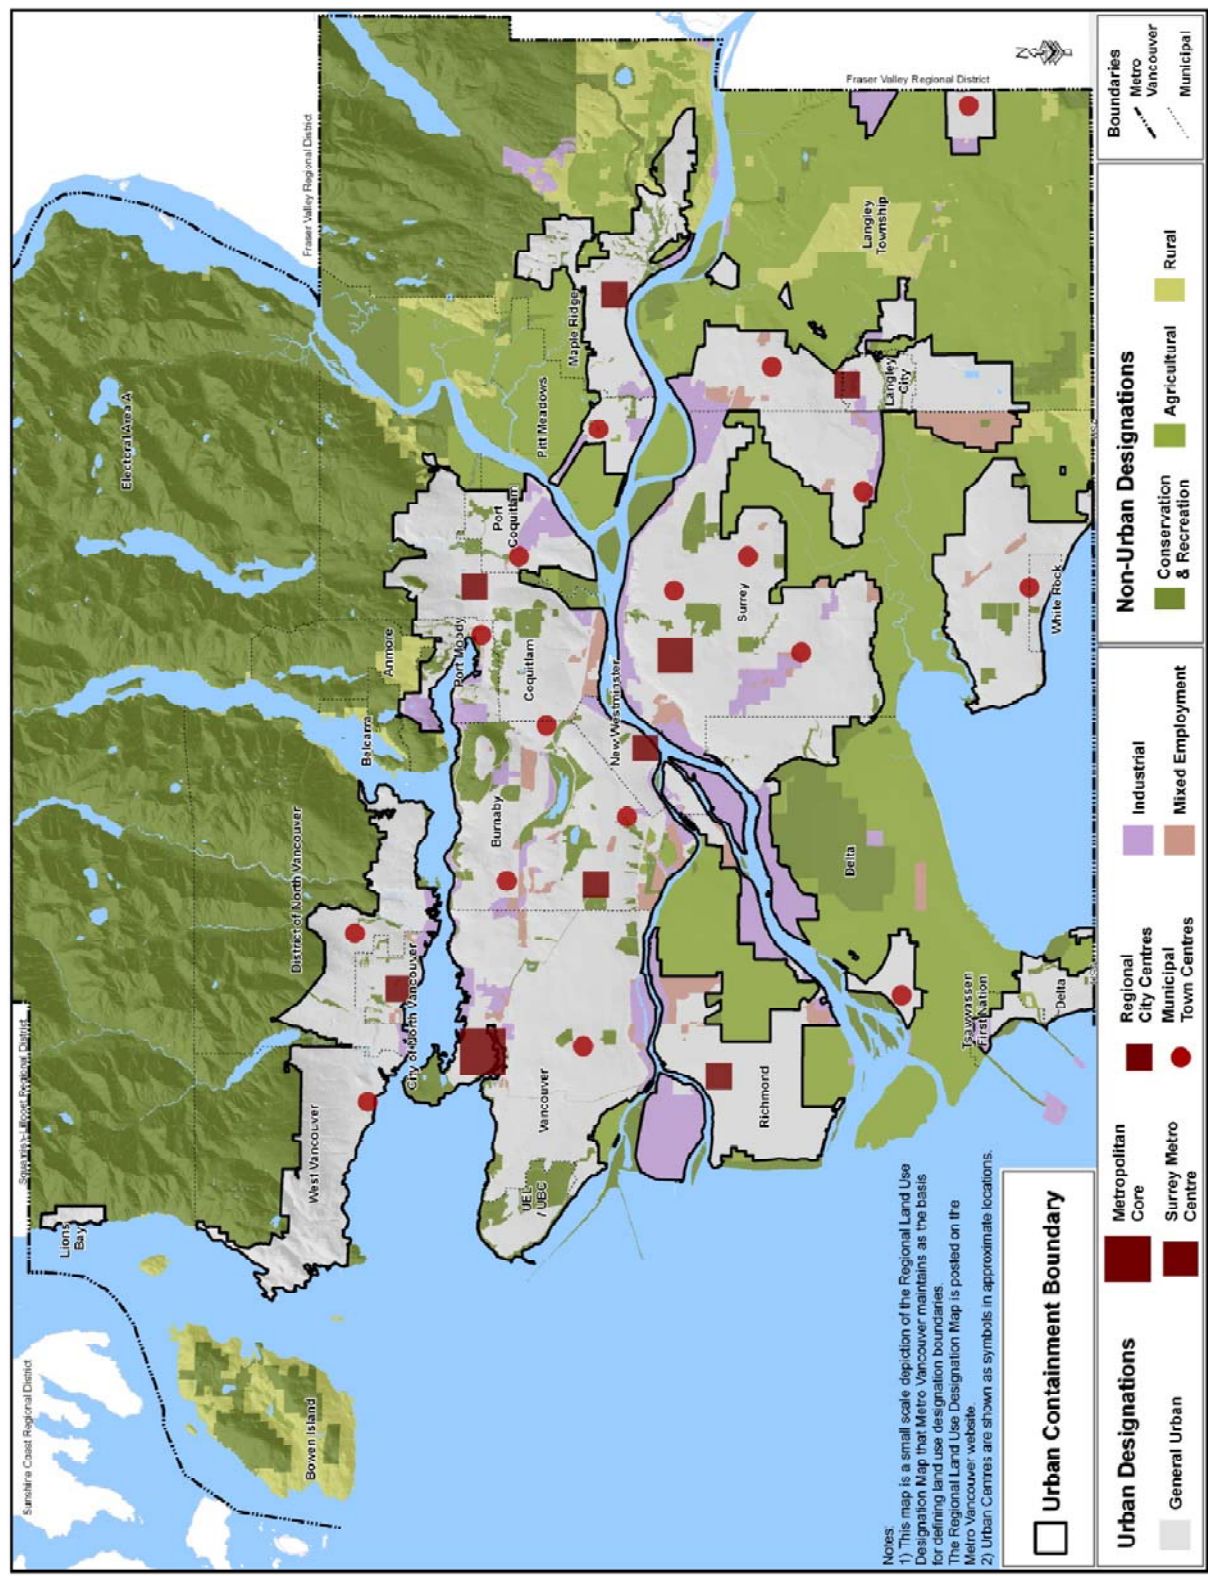 Sunshine Coast Regional District
Squamish-Lillooet Regional District
Fraser Valley Regional District
Fraser Valley Regional District
N
Electoral Area A
Lions
Bay
Bowen Island
West Vancouver
District of North Vancouver
City of North Vancouver
Belcarra
Anmore
Port Moody
Port
Coquitlam
Coquitlam
Pitt Meadows
Maple Ridge
UEL
/ UBC
Vancouver
Burnaby
New Westminster
Richmond
Surrey
Langley
City
Langley
Township
Delta
Tsawwassen
First Nation
Delta
White Rock
Notes:
1) This map is a small scale depiction of the Regional Land Use
Designation Map that Metro Vancouver maintains as the basis
for defining land use designation boundaries.
The Regional Land Use Designation Map is posted on the
Metro Vancouver website.
2) Urban Centres are shown as symbols in approximate locations.
Urban Containment Boundary
Urban Designations
General Urban
Metropolitan
Core
Surrey Metro
Centre
Regional
City Centres
Municipal
Town Centres
Industrial
Mixed Employment
Non-Urban Designations
Conservation
& Recreation
Agricultural
Rural
Boundaries
Metro
Vancouver
Municipal